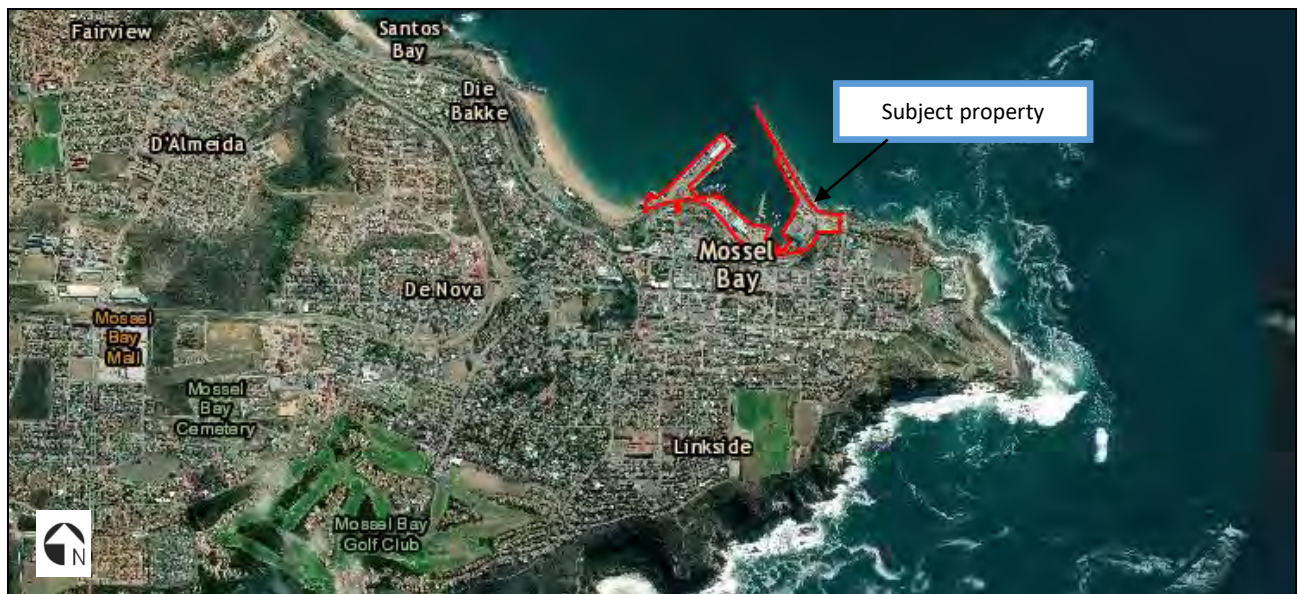 Fairview
Santos
Bay
Die
Bakke
Subject property
D'Almeida
Mossel
Bay
De Nova
Mossel
Bay
Mall
Mossel
Bay
Cemetery
Linkside
Mossel Bay
Golf Club
N